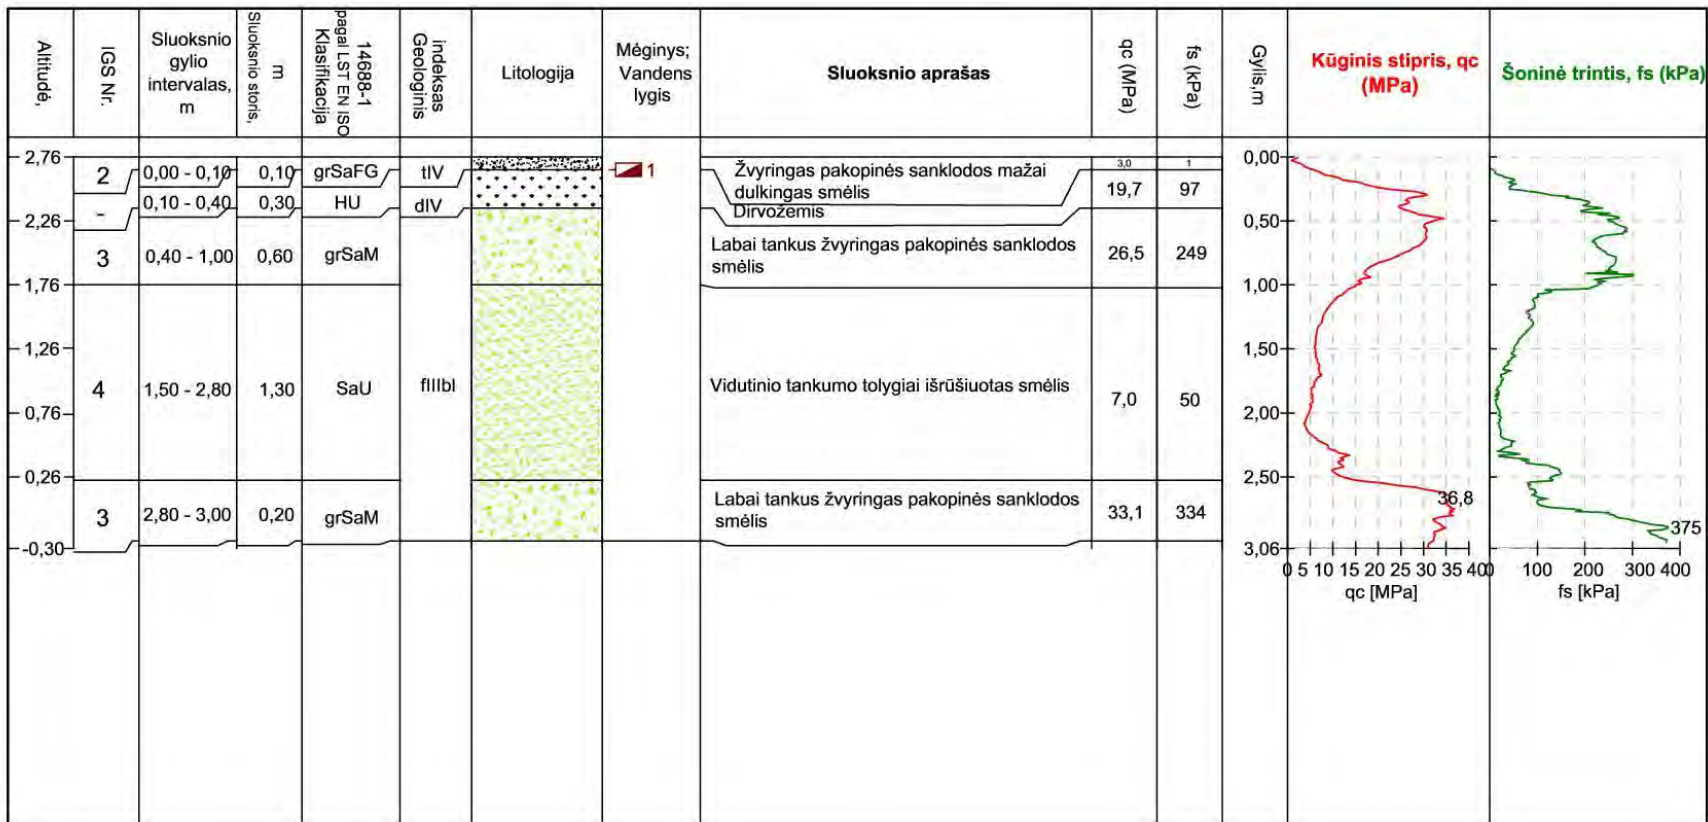 Altitudė,
IGS Nr.
Sluoksnio
gylio
intervalas,
m
Sluoksnio storis,
m
Klasifikacija
pagal LST EN ISO
14688-1
Geologinis
indeksas
Litologija
Mėginys;
Vandens
lygis
Sluoksnio aprašas
qc (MPa)
fs (kPa)
Gylis,m
Kūginis stipris, qc
(MPa)
Šoninė trintis, fs (kPa)
2,76
2,26
1,76
1,26
0,76
0,26
-0,30
2 0,00 - 0,10 0,10 grSaFG tIV 1
Žvyringas pakopinės sanklodos mažai
dulkingas smėlis
3,0 1
- 0,10 - 0,40 0,30 HU dIV
Dirvožemis
19,7 97
3 0,40 - 1,00 0,60 grSaM
Labai tankus žvyringas pakopinės sanklodos
smėlis
26,5 249
4 1,50 - 2,80 1,30 SaU fIIIbl Vidutinio tankumo tolygiai išrūšiuotas smėlis 7,0 50
3 2,80 - 3,00 0,20 grSaM
Labai tankus žvyringas pakopinės sanklodos
smėlis
33,1 334
0,00
0,50
1,00
1,50
2,00
2,50
3,06
36,8
375
0 5 10 15 20 25 30 35 40
qc [MPa]
0 100 200 300 400
fs [kPa]